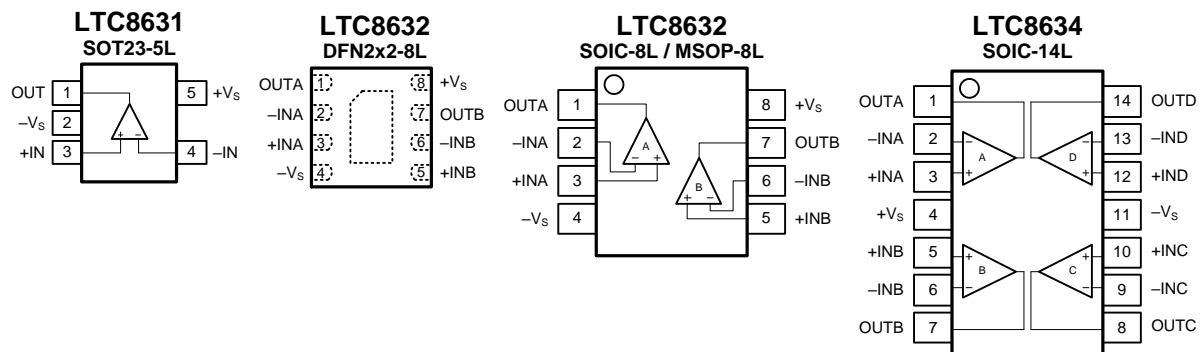 LTC8631
SOT23-5L
OUT 1 5 +VS
–VS 2
+IN 3 4 –IN
+ –
LTC8632
DFN2x2-8L
OUTA 1 8 +VS
–INA 2 7 OUTB
+INA 3 6 –INB
–VS 4 5 +INB
LTC8632
SOIC-8L / MSOP-8L
OUTA 1 8 +VS
–INA 2 7 OUTB
+INA 3 6 –INB
–VS 4 5 +INB
A
– +
B
+ –
LTC8634
SOIC-14L
OUTA 1 14 OUTD
–INA 2 – – 13 –IND
A D
+INA 3 + + 12 +IND
+VS 4 11 –VS
+INB 5 + + 10 +INC
B C
–INB 6 – – 9 –INC
OUTB 7 8 OUTC